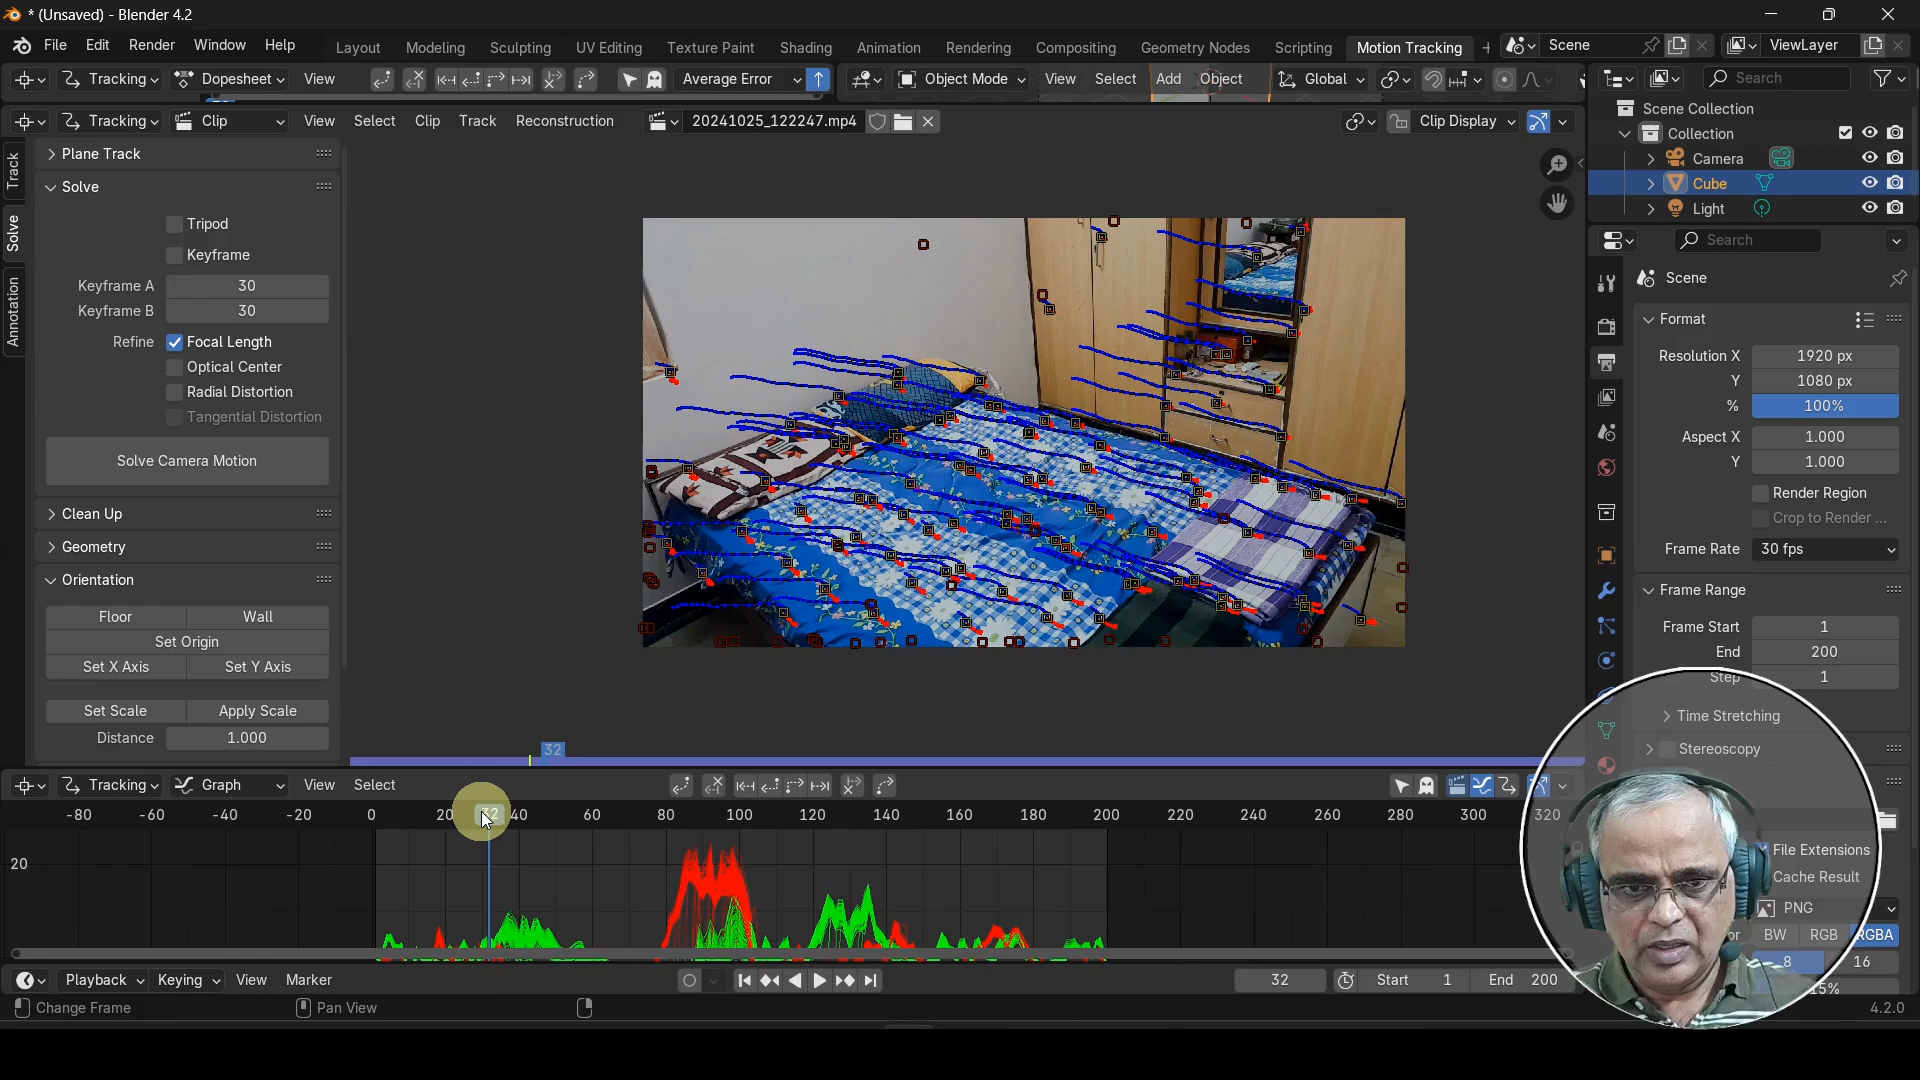 * (Unsaved) - Blender 4.2
File Edit Render Window Help Layout Modeling Sculpting UV Editing Texture Paint Shading Animation Rendering Compositing Geometry Nodes Scripting Motion Tracking Scene ViewLayer
Tracking Dopesheet View Average Error Object Mode View Select Add Object Global Search
Tracking Clip View Select Clip Track Reconstruction 20241025_122247.mp4 Clip Display
Scene Collection
Collection
Camera
Cube
Light
Search
Track
Solve
Annotation
Plane Track
Solve
Tripod
Keyframe
Keyframe A 30
Keyframe B 30
Refine Focal Length
Optical Center
Radial Distortion
Tangential Distortion
Solve Camera Motion
Clean Up
Geometry
Orientation
Floor Wall
Set Origin
Set X Axis Set Y Axis
Set Scale Apply Scale
Distance 1.000
32
Scene
Format
Resolution X 1920 px
Y 1080 px
% 100%
Aspect X 1.000
Y 1.000
Render Region
Crop to Render ...
Frame Rate 30 fps
Frame Range
Frame Start 1
End 200
Step 1
Time Stretching
Stereoscopy
File Extensions
Cache Result
PNG
BW RGB RGBA
8 16
15%
Tracking Graph View Select
-80 -60 -40 -20 0 20 32 40 60 80 100 120 140 160 180 200 220 240 260 280 300 320
20
Playback Keying View Marker 32 Start 1 End 200
Change Frame Pan View 4.2.0